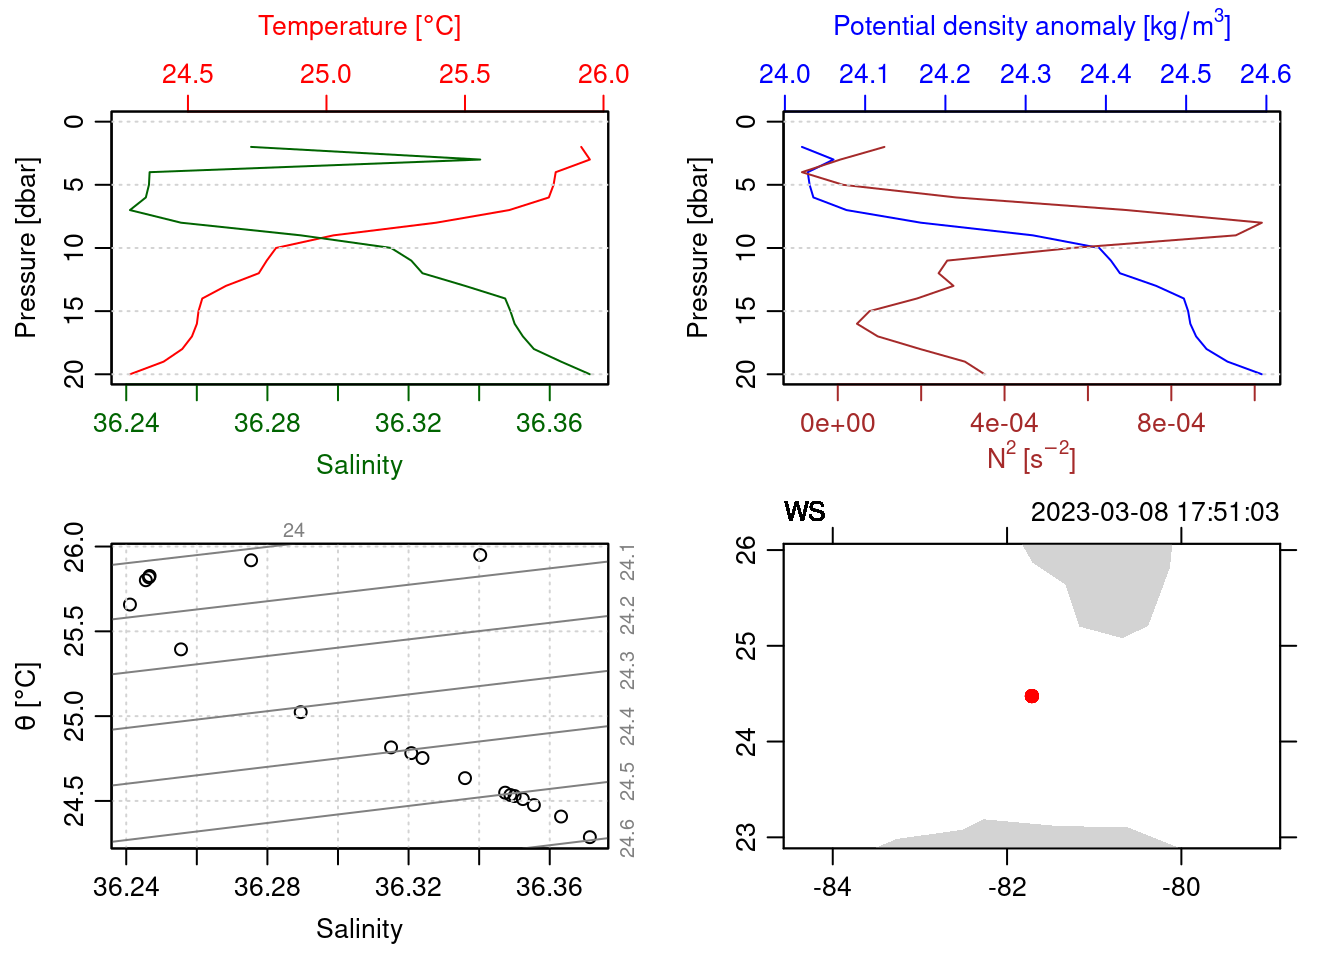 Temperature [°C]
24.5 25.0 25.5 26.0
Pressure [dbar]
0 5 10 15 20
36.24 36.28 36.32 36.36
Salinity
Potential density anomaly [kg/m³]
24.0 24.1 24.2 24.3 24.4 24.5 24.6
Pressure [dbar]
0 5 10 15 20
0e+00 4e-04 8e-04
N² [s⁻²]
24
24.1 24.2 24.3 24.4 24.5 24.6
θ [°C]
26.0 25.5 25.0 24.5
36.24 36.28 36.32 36.36
Salinity
WS 2023-03-08 17:51:03
26 25 24 23
-84 -82 -80